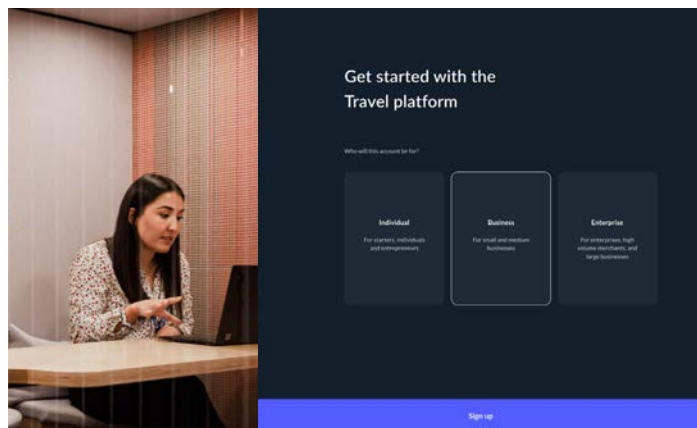 Get started with the
Travel platform
Who will this account be for?
Individual
For starters, individuals
and entrepreneurs
Business
For small and medium
businesses
Enterprise
For enterprises, high
volume merchants, and
large businesses
Sign up